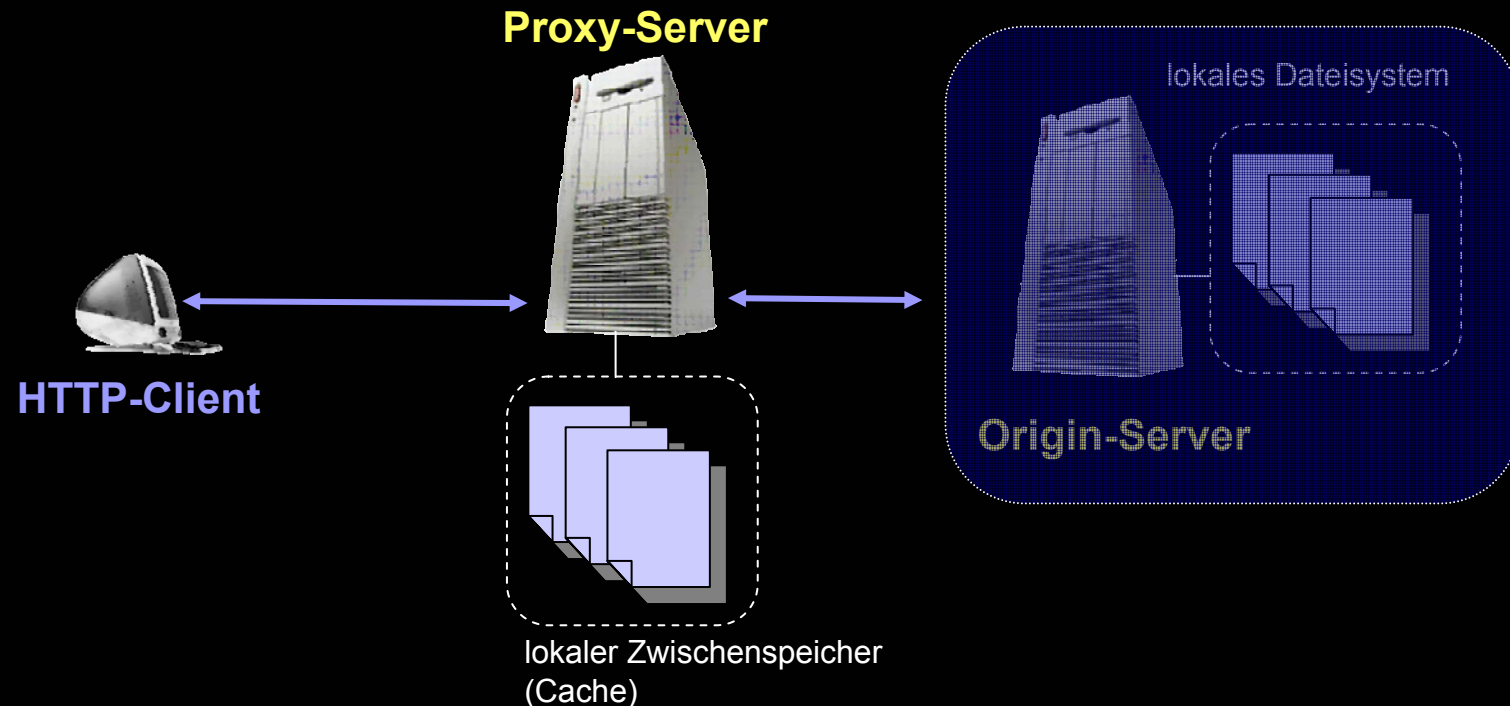 Proxy-Server
lokales Dateisystem
HTTP-Client
Origin-Server
lokaler Zwischenspeicher
(Cache)